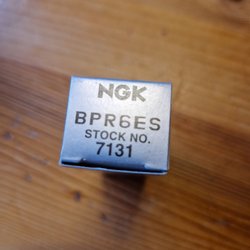 NGK
BPR6ES
STOCK NO.
7131